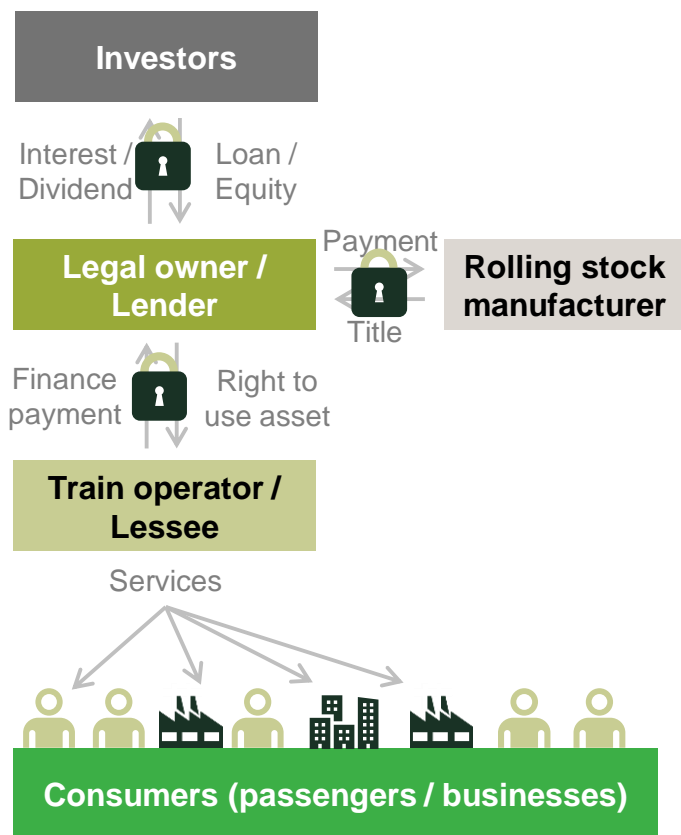 Investors
Interest /
Dividend
Loan /
Equity
Legal owner /
Lender
Payment
Title
Rolling stock
manufacturer
Finance
payment
Right to
use asset
Train operator /
Lessee
Services
Consumers (passengers / businesses)